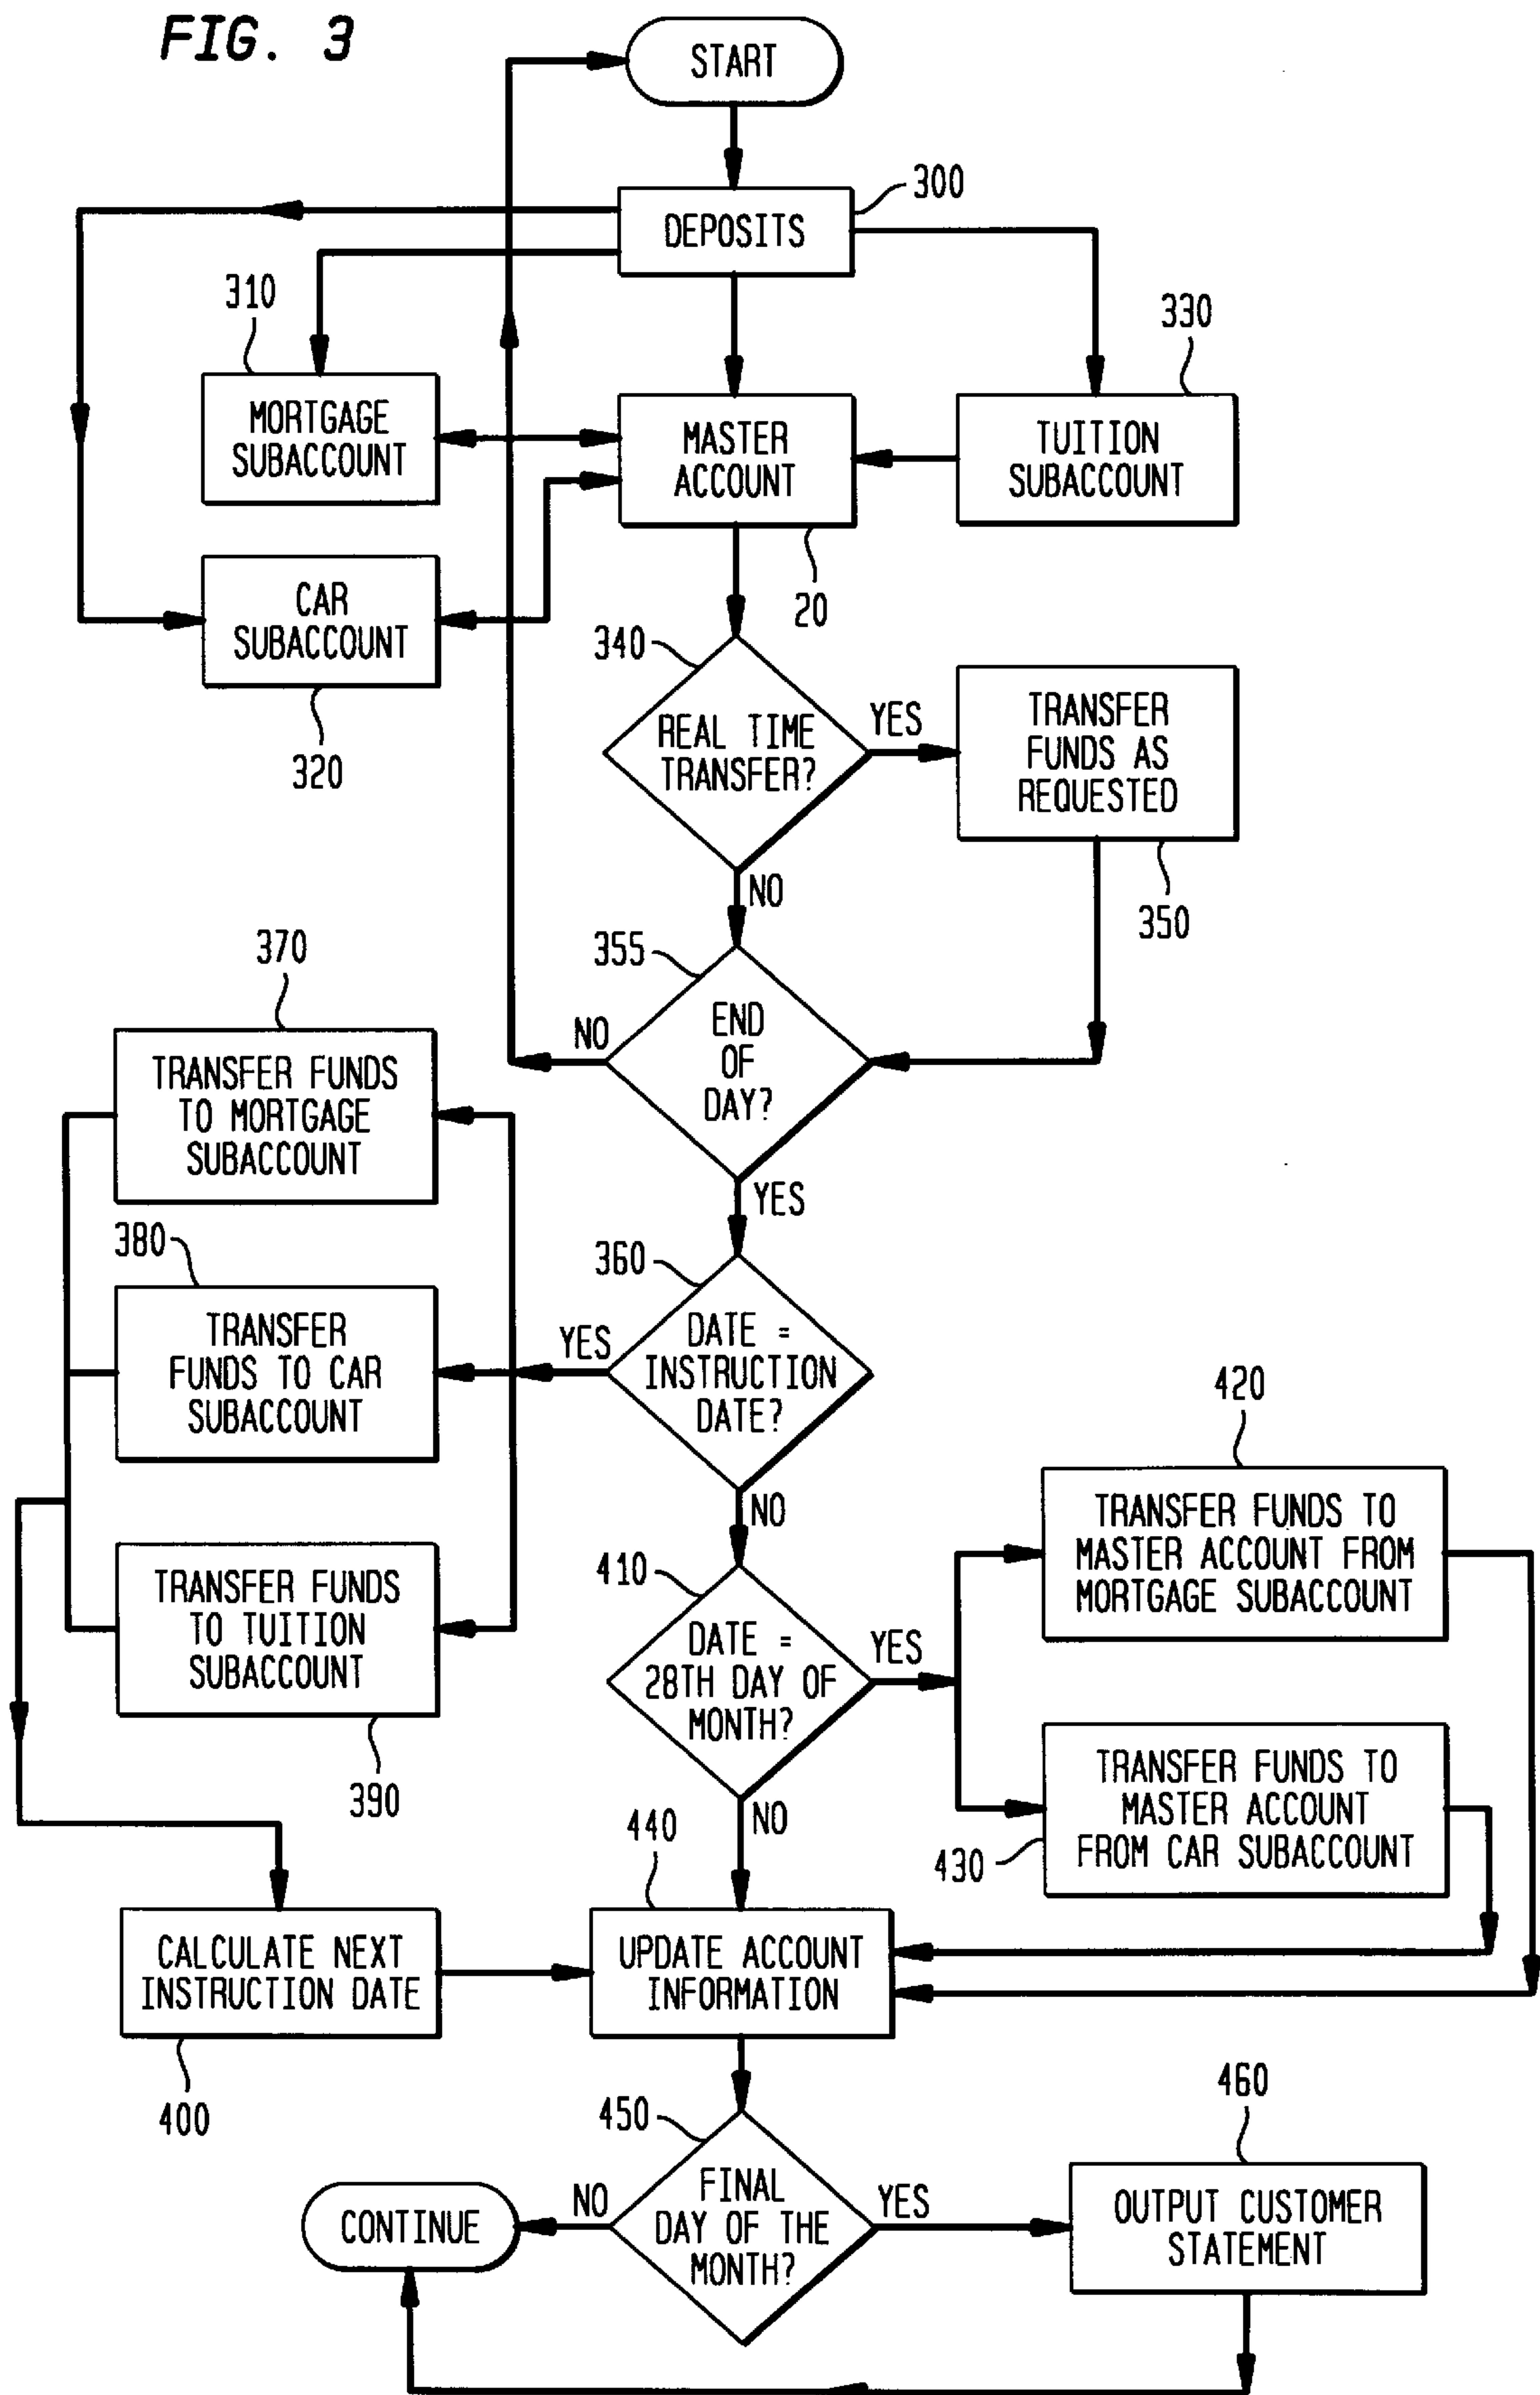 FIG. 3
START
300
DEPOSITS
310
330
MORTGAGE
SUBACCOUNT
MASTER
ACCOUNT
TUITION
SUBACCOUNT
20
CAR
SUBACCOUNT
320
340
REAL TIME
TRANSFER?
YES
TRANSFER
FUNDS AS
REQUESTED
350
NO
355
END
OF
DAY?
NO
YES
370
TRANSFER FUNDS
TO MORTGAGE
SUBACCOUNT
380
TRANSFER
FUNDS TO CAR
SUBACCOUNT
360
DATE =
INSTRUCTION
DATE?
YES
NO
TRANSFER FUNDS
TO TUITION
SUBACCOUNT
390
410
DATE =
28TH DAY OF
MONTH?
YES
NO
420
TRANSFER FUNDS TO
MASTER ACCOUNT FROM
MORTGAGE SUBACCOUNT
TRANSFER FUNDS TO
MASTER ACCOUNT
FROM CAR SUBACCOUNT
430
440
CALCULATE NEXT
INSTRUCTION DATE
400
UPDATE ACCOUNT
INFORMATION
450
FINAL
DAY OF THE
MONTH?
NO
YES
CONTINUE
460
OUTPUT CUSTOMER
STATEMENT